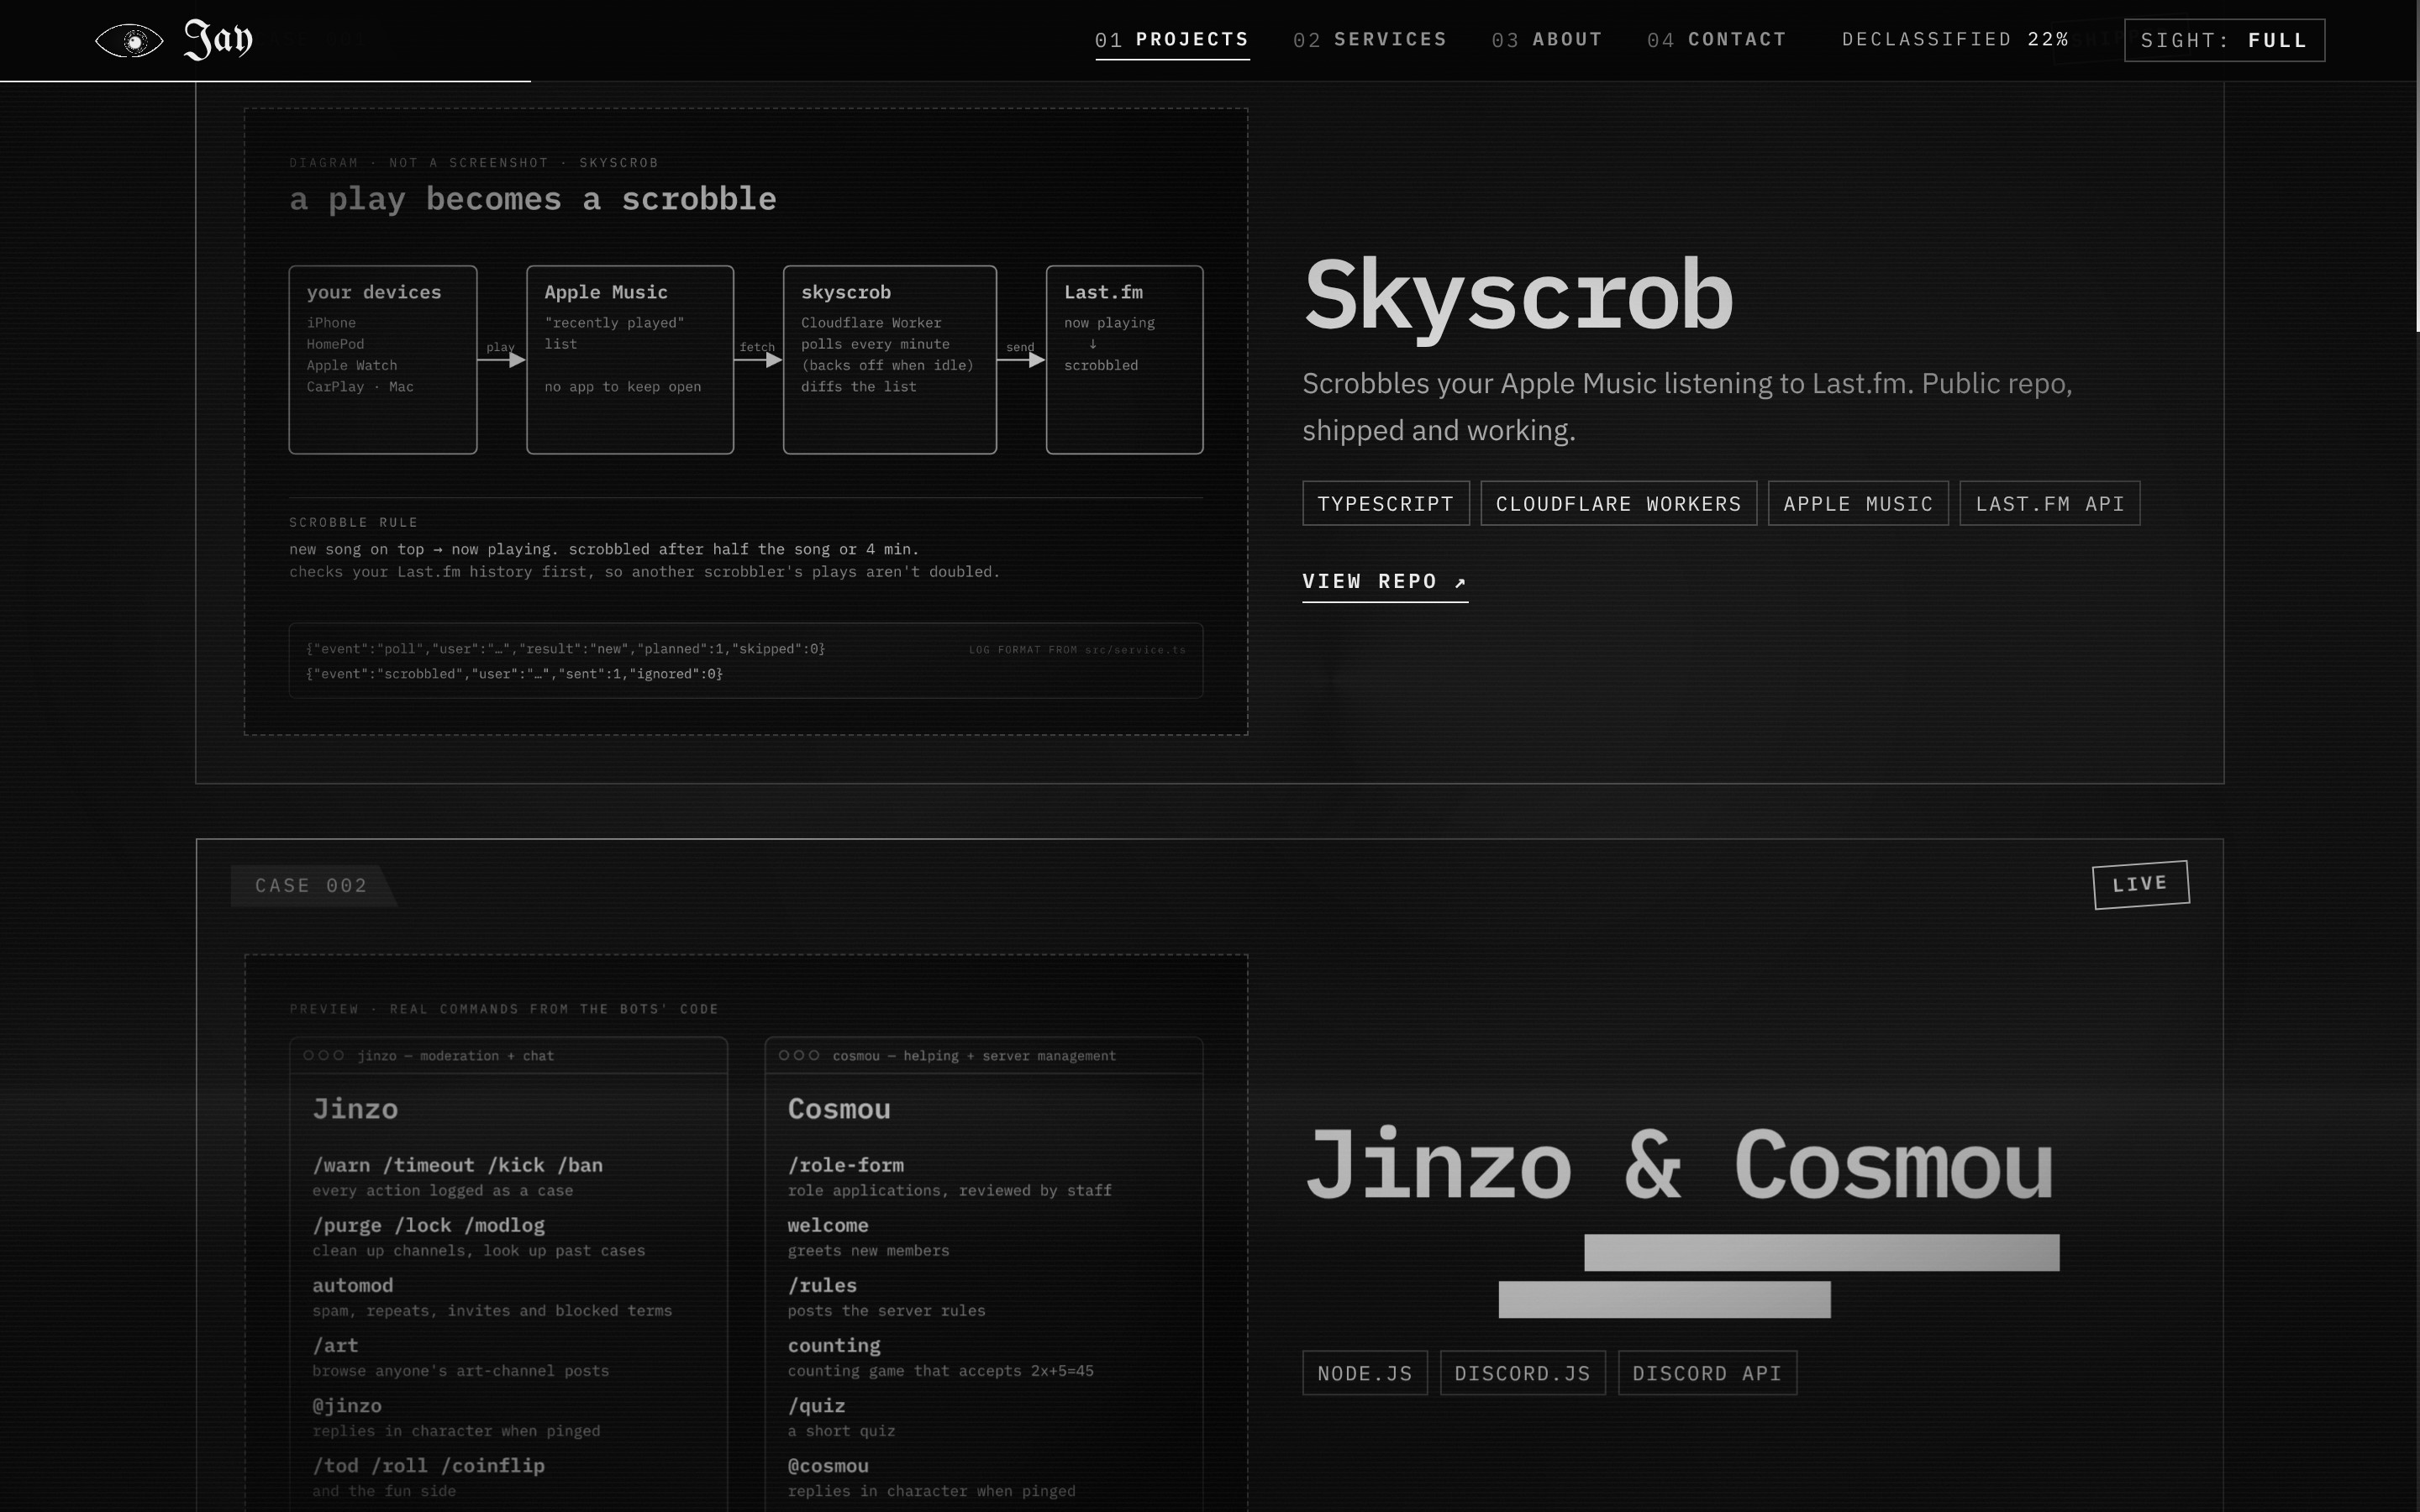 Jay
01 PROJECTS
02 SERVICES
03 ABOUT
04 CONTACT
DECLASSIFIED 22%
SIGHT: FULL
DIAGRAM · NOT A SCREENSHOT · SKYSCROB
a play becomes a scrobble
your devices
iPhone
HomePod
Apple Watch
CarPlay · Mac
play
Apple Music
"recently played"
list
no app to keep open
fetch
skyscrob
Cloudflare Worker
polls every minute
(backs off when idle)
diffs the list
send
Last.fm
now playing
↓
scrobbled
SCROBBLE RULE
new song on top → now playing. scrobbled after half the song or 4 min.
checks your Last.fm history first, so another scrobbler's plays aren't doubled.
{"event":"poll","user":"…","result":"new","planned":1,"skipped":0}
LOG FORMAT FROM src/service.ts
{"event":"scrobbled","user":"…","sent":1,"ignored":0}
Skyscrob
Scrobbles your Apple Music listening to Last.fm. Public repo,
shipped and working.
TYPESCRIPT
CLOUDFLARE WORKERS
APPLE MUSIC
LAST.FM API
VIEW REPO ↗
CASE 002
LIVE
PREVIEW · REAL COMMANDS FROM THE BOTS' CODE
jinzo — moderation + chat
Jinzo
/warn /timeout /kick /ban
every action logged as a case
/purge /lock /modlog
clean up channels, look up past cases
automod
spam, repeats, invites and blocked terms
/art
browse anyone's art-channel posts
@jinzo
replies in character when pinged
/tod /roll /coinflip
and the fun side
cosmou — helping + server management
Cosmou
/role-form
role applications, reviewed by staff
welcome
greets new members
/rules
posts the server rules
counting
counting game that accepts 2x+5=45
/quiz
a short quiz
@cosmou
replies in character when pinged
Jinzo & Cosmou
NODE.JS
DISCORD.JS
DISCORD API